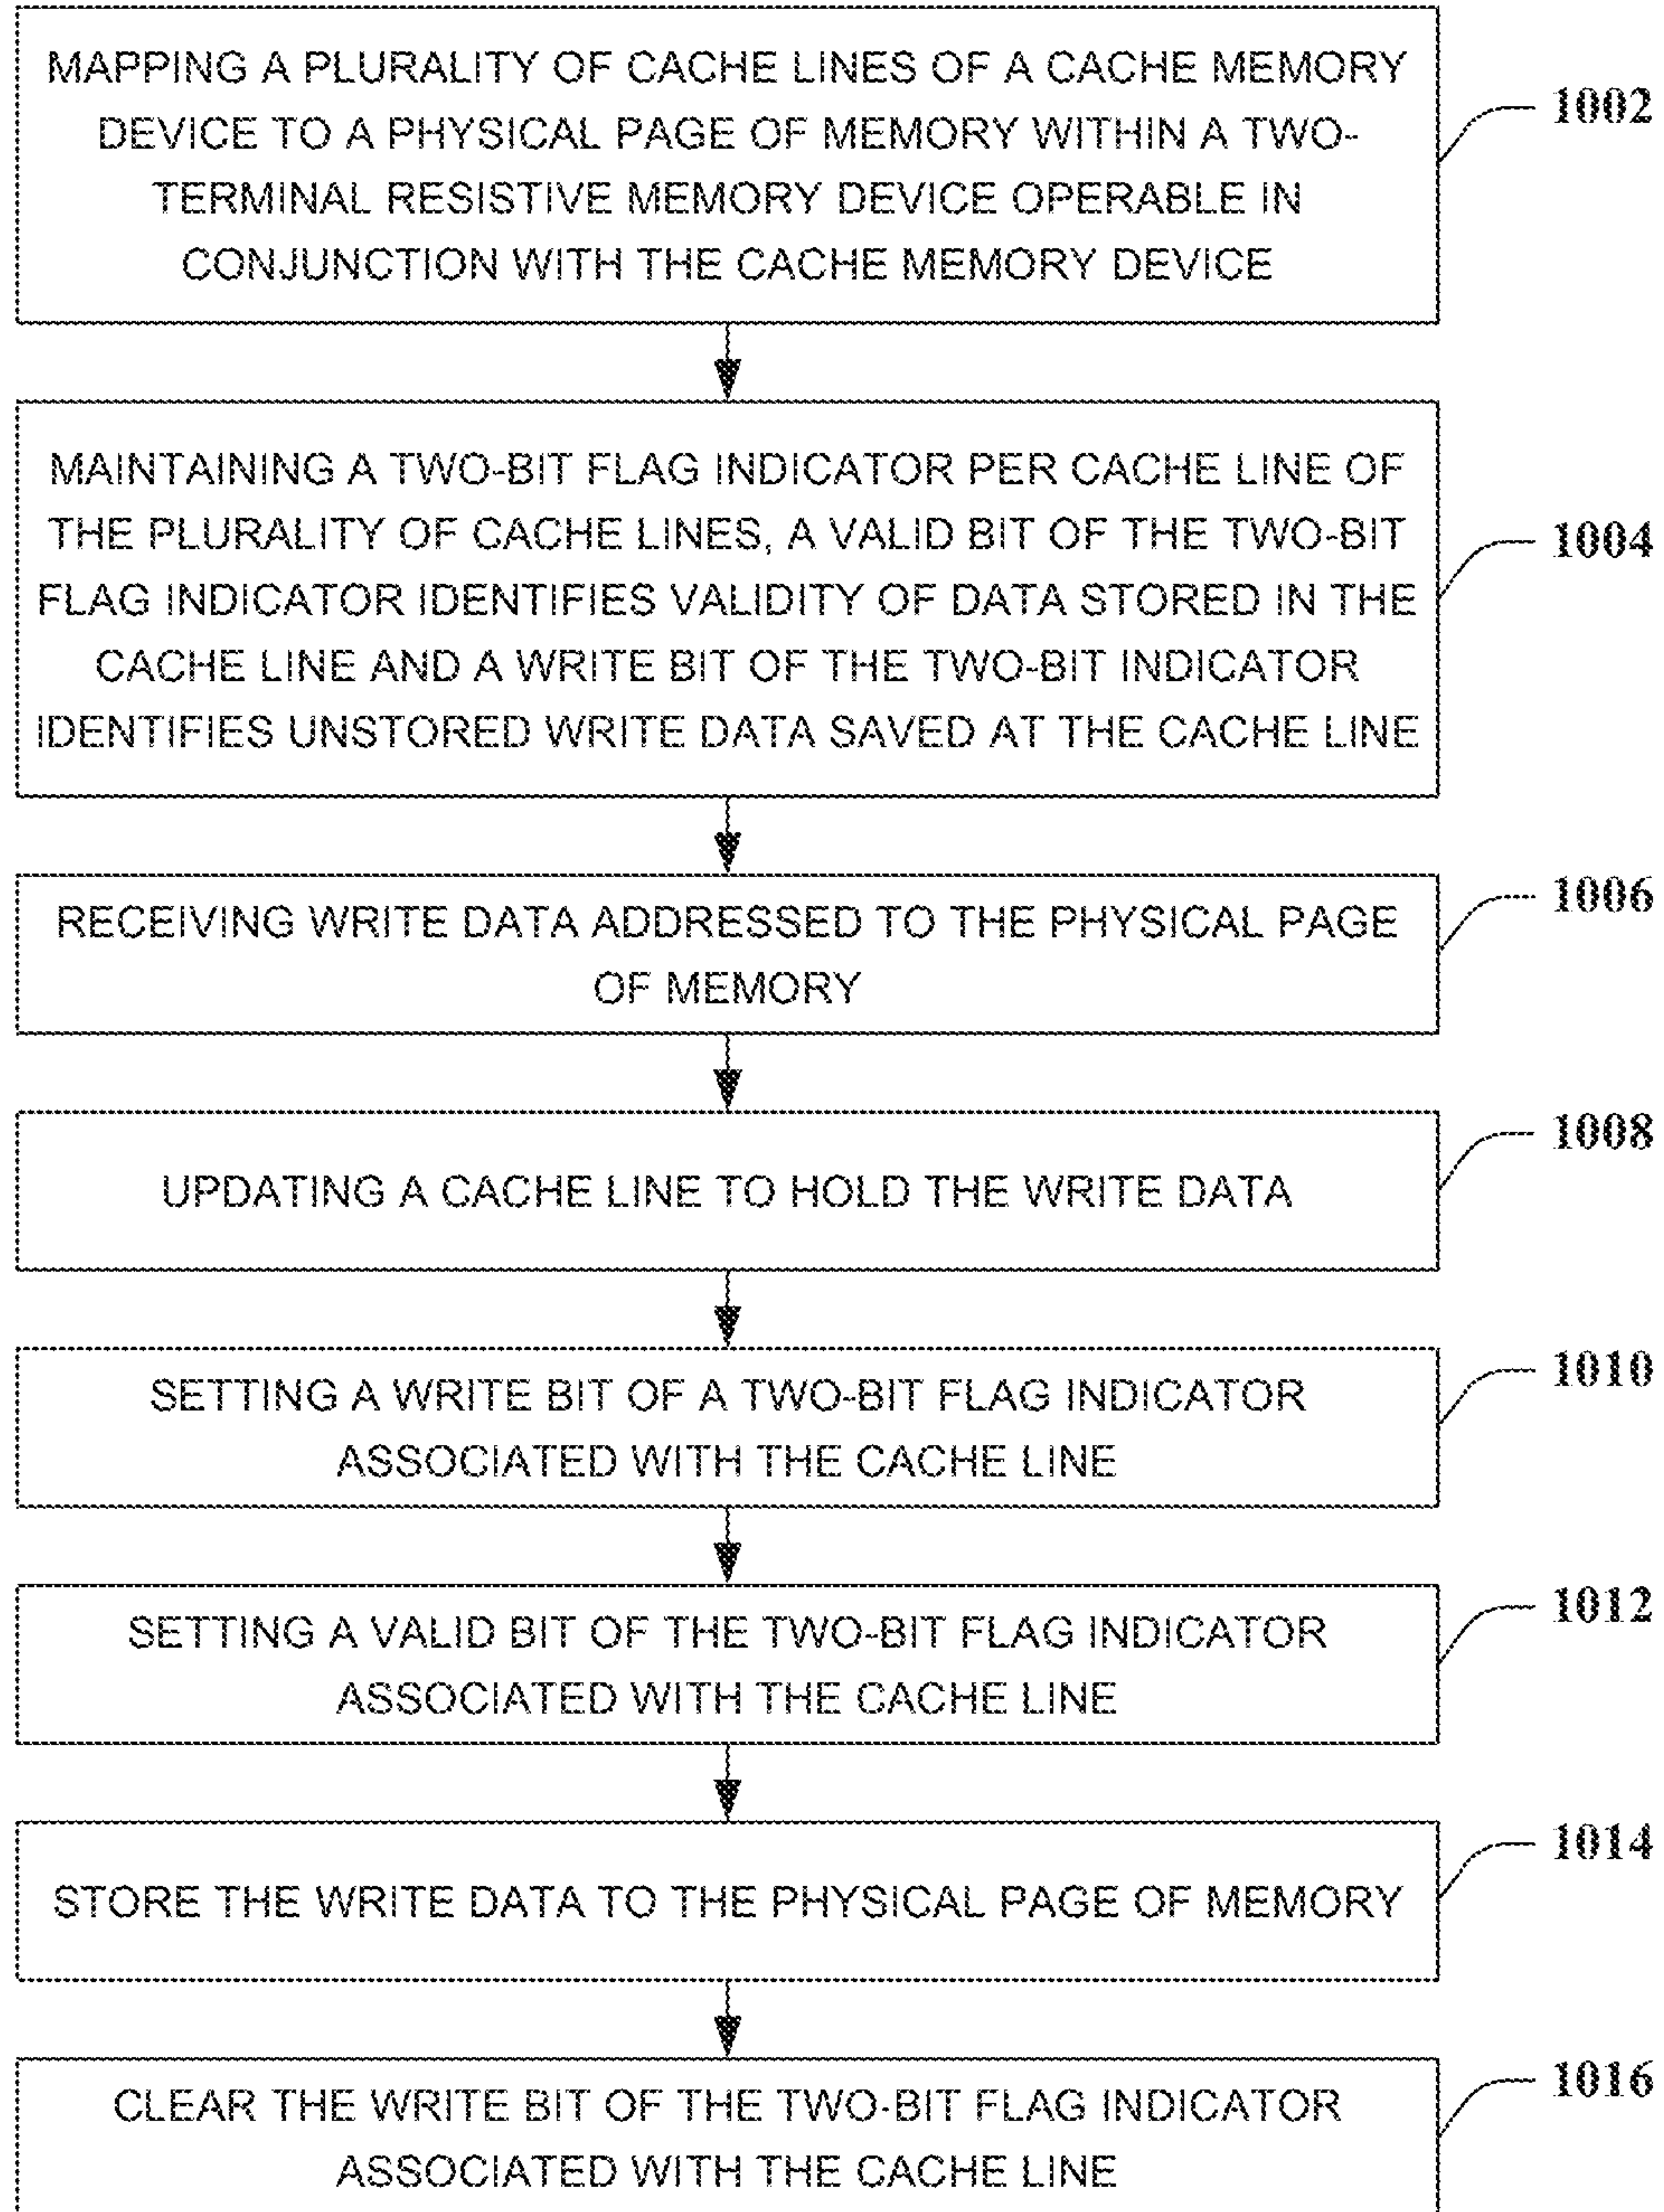 MAPPING A PLURALITY OF CACHE LINES OF A CACHE MEMORY
DEVICE TO A PHYSICAL PAGE OF MEMORY WITHIN A TWO-
TERMINAL RESISTIVE MEMORY DEVICE OPERABLE IN
CONJUNCTION WITH THE CACHE MEMORY DEVICE
1002
MAINTAINING A TWO-BIT FLAG INDICATOR PER CACHE LINE OF
THE PLURALITY OF CACHE LINES, A VALID BIT OF THE TWO-BIT
FLAG INDICATOR IDENTIFIES VALIDITY OF DATA STORED IN THE
CACHE LINE AND A WRITE BIT OF THE TWO-BIT INDICATOR
IDENTIFIES UNSTORED WRITE DATA SAVED AT THE CACHE LINE
1004
RECEIVING WRITE DATA ADDRESSED TO THE PHYSICAL PAGE
OF MEMORY
1006
UPDATING A CACHE LINE TO HOLD THE WRITE DATA
1008
SETTING A WRITE BIT OF A TWO-BIT FLAG INDICATOR
ASSOCIATED WITH THE CACHE LINE
1010
SETTING A VALID BIT OF THE TWO-BIT FLAG INDICATOR
ASSOCIATED WITH THE CACHE LINE
1012
STORE THE WRITE DATA TO THE PHYSICAL PAGE OF MEMORY
1014
CLEAR THE WRITE BIT OF THE TWO-BIT FLAG INDICATOR
ASSOCIATED WITH THE CACHE LINE
1016